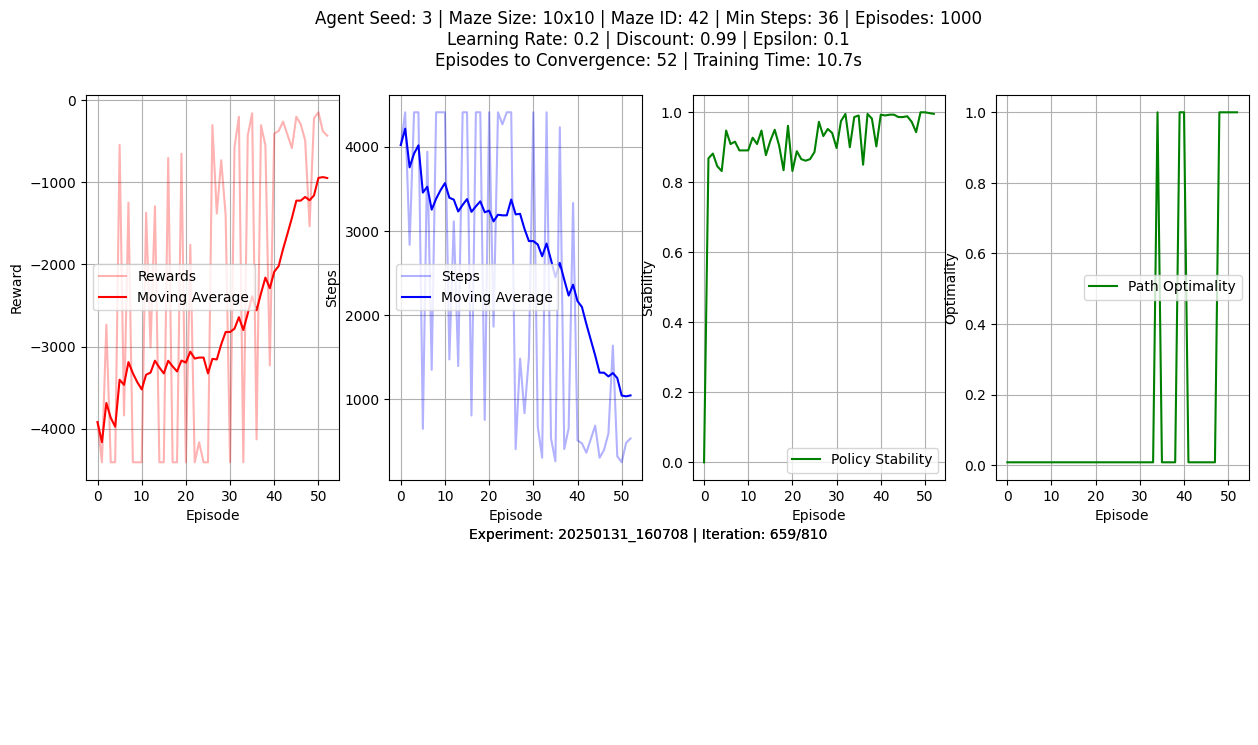 Agent Seed: 3 | Maze Size: 10x10 | Maze ID: 42 | Min Steps: 36 | Episodes: 1000
Learning Rate: 0.2 | Discount: 0.99 | Epsilon: 0.1
Episodes to Convergence: 52 | Training Time: 10.7s
Reward
0
−1000
−2000
−3000
−4000
Rewards
Moving Average
0 10 20 30 40 50
Episode
Steps
4000
3000
2000
1000
Steps
Moving Average
0 10 20 30 40 50
Episode
Stability
1.0
0.8
0.6
0.4
0.2
0.0
Policy Stability
0 10 20 30 40 50
Episode
Optimality
1.0
0.8
0.6
0.4
0.2
0.0
Path Optimality
0 10 20 30 40 50
Episode
Experiment: 20250131_160708 | Iteration: 659/810